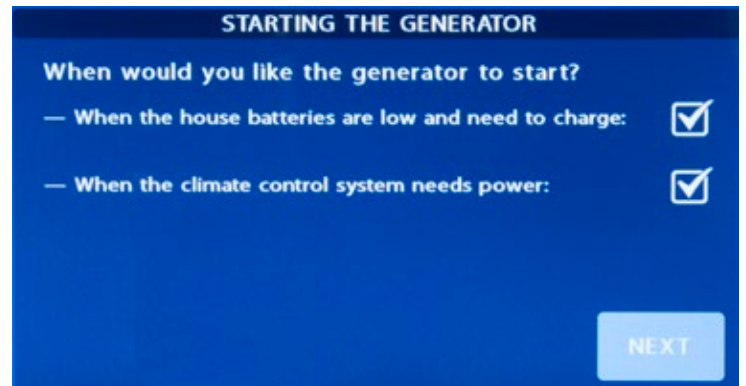 STARTING THE GENERATOR
When would you like the generator to start?
— When the house batteries are low and need to charge:
— When the climate control system needs power:
NEXT